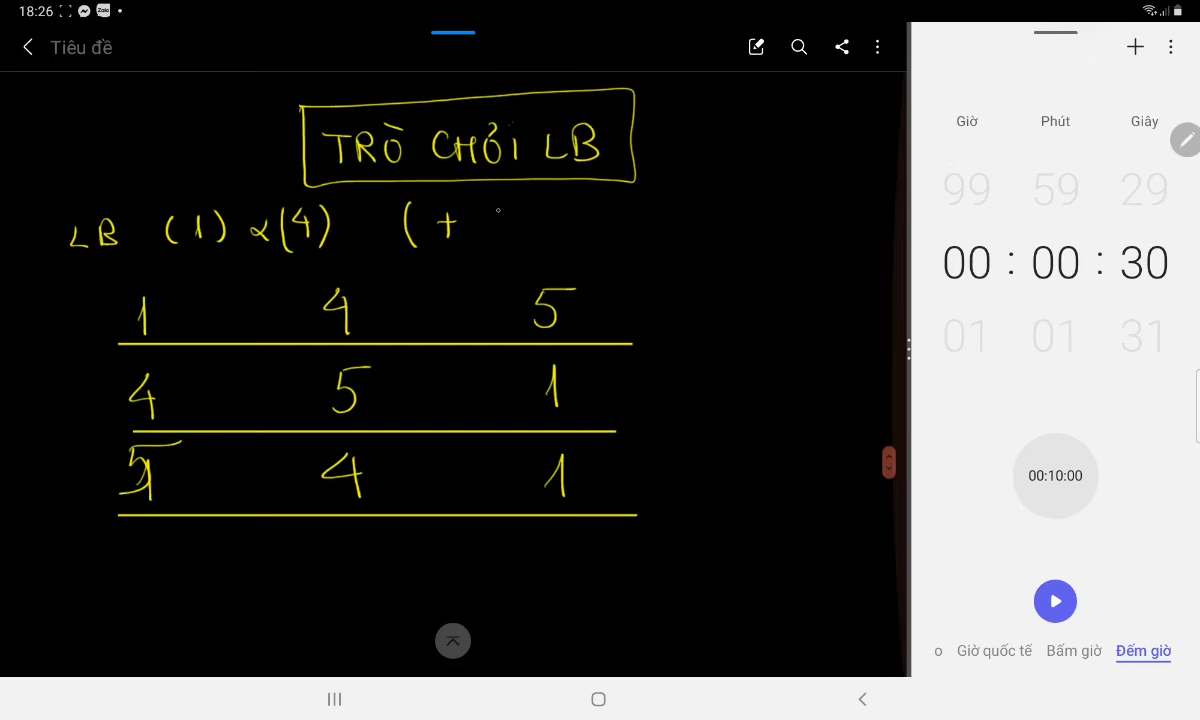 18:26
Tiêu đề
TRÒ CHỎI LB
LB (1) α (4) ( +
1 4 5
4 5 1
4 1
Giờ Phút Giây
99 59 29
00 : 00 : 30
01 01 31
00:10:00
o Giờ quốc tế Bấm giờ Đếm giờ